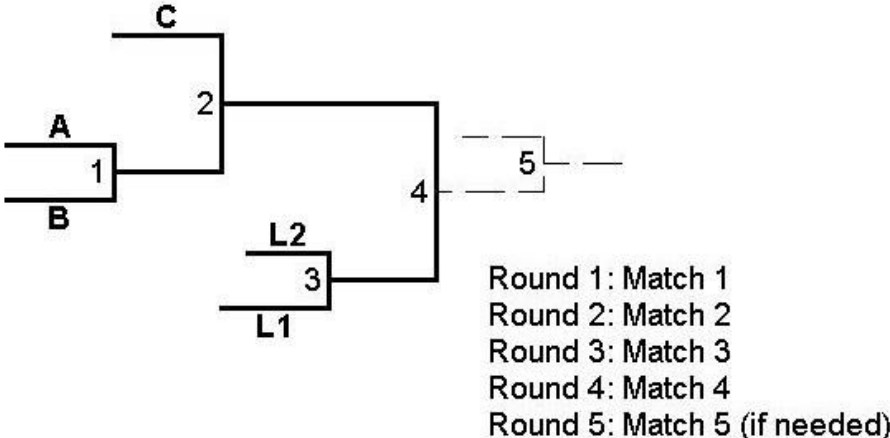 C
2
A
1
B
5
4
L2
3
L1
Round 1: Match 1
Round 2: Match 2
Round 3: Match 3
Round 4: Match 4
Round 5: Match 5 (if needed)